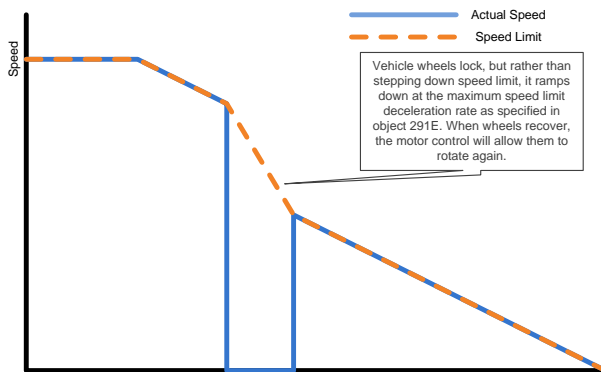 Actual Speed
Speed Limit
Speed
Vehicle wheels lock, but rather than
stepping down speed limit, it ramps
down at the maximum speed limit
deceleration rate as specified in
object 291E. When wheels recover,
the motor control will allow them to
rotate again.